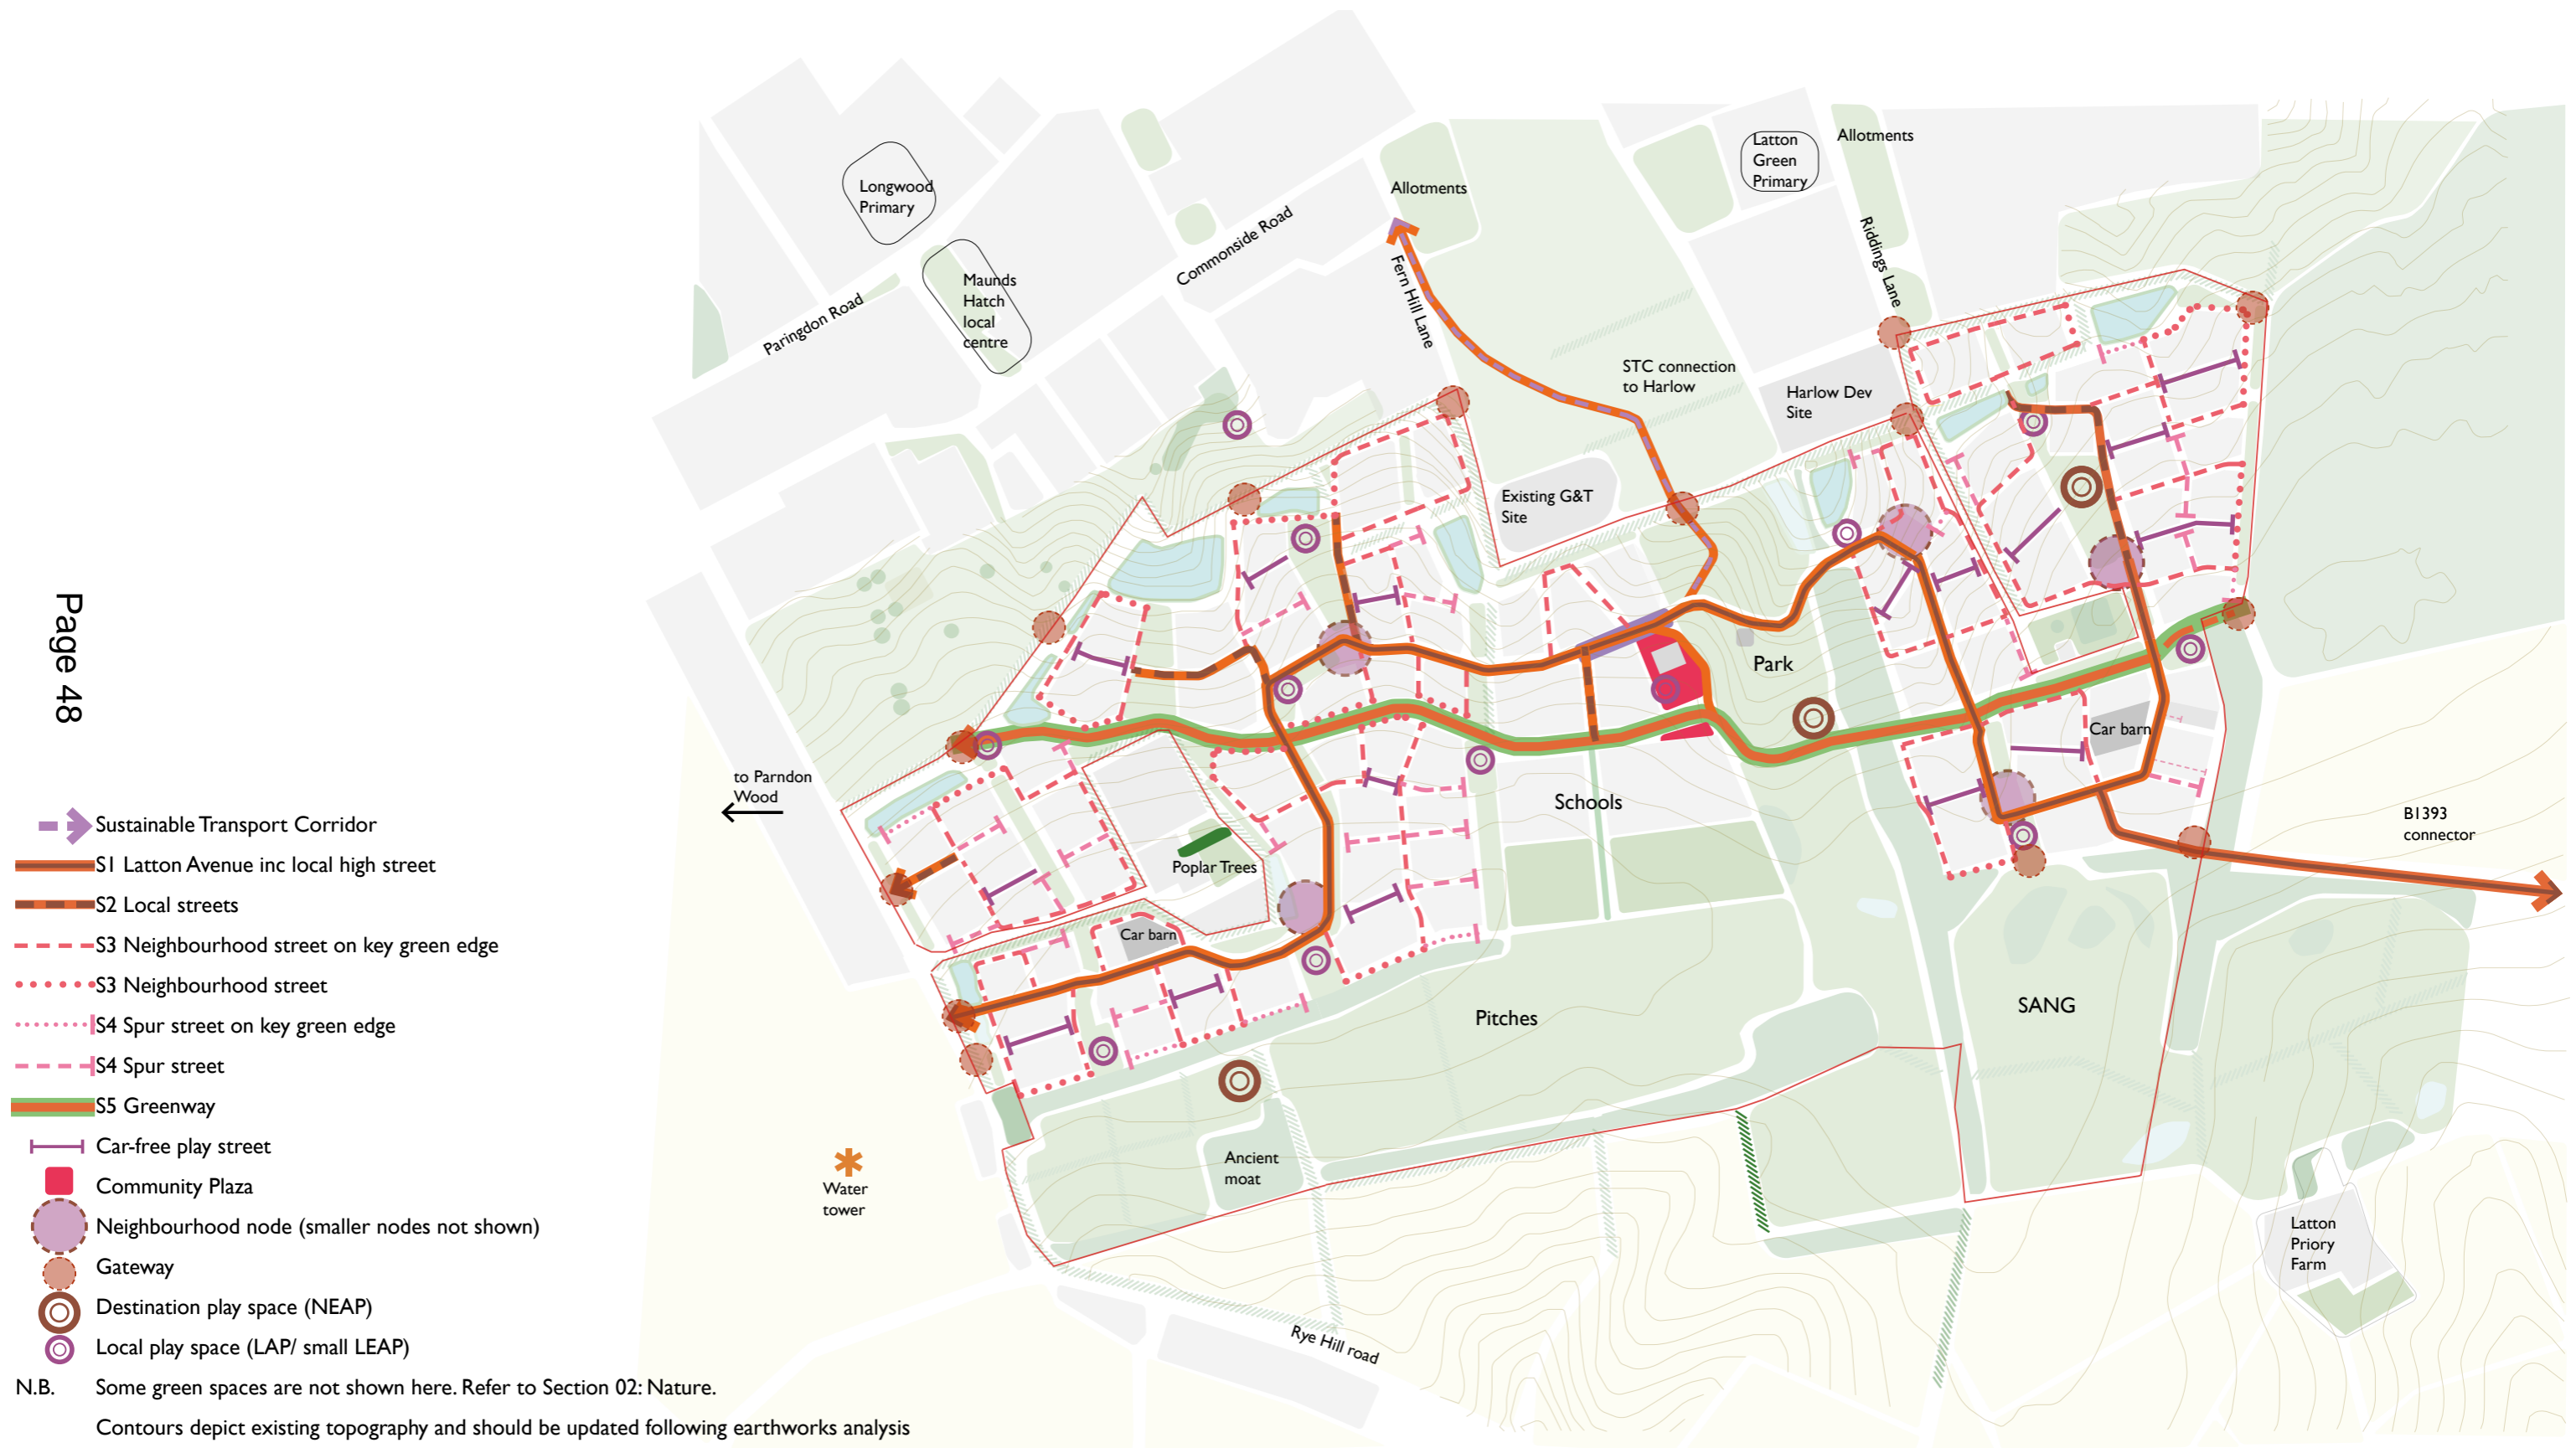 Page 48
Longwood
Primary
Maunds
Hatch
local
centre
Paringdon Road
Commonside Road
Allotments
Fern Hill Lane
Latton
Green
Primary
Allotments
Riddings Lane
STC connection
to Harlow
Harlow Dev
Site
Existing G&T
Site
Park
Car barn
to Parndon
Wood
Schools
Poplar Trees
Car barn
B1393
connector
Pitches
SANG
Ancient
moat
Water
tower
Latton
Priory
Farm
Rye Hill road
Sustainable Transport Corridor
S1 Latton Avenue inc local high street
S2 Local streets
S3 Neighbourhood street on key green edge
S3 Neighbourhood street
S4 Spur street on key green edge
S4 Spur street
S5 Greenway
Car-free play street
Community Plaza
Neighbourhood node (smaller nodes not shown)
Gateway
Destination play space (NEAP)
Local play space (LAP/ small LEAP)
N.B. Some green spaces are not shown here. Refer to Section 02: Nature.
Contours depict existing topography and should be updated following earthworks analysis